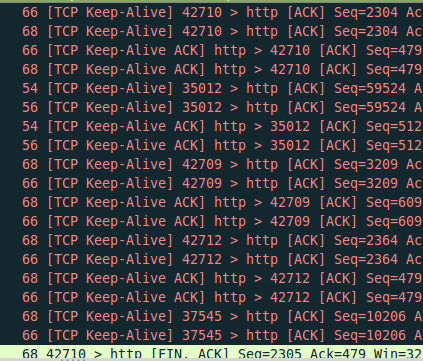 66 [TCP Keep-Alive] 42710 > http [ACK] Seq=2304 Ac
68 [TCP Keep-Alive] 42710 > http [ACK] Seq=2304 Ac
66 [TCP Keep-Alive ACK] http > 42710 [ACK] Seq=479
68 [TCP Keep-Alive ACK] http > 42710 [ACK] Seq=479
54 [TCP Keep-Alive] 35012 > http [ACK] Seq=59524 A
56 [TCP Keep-Alive] 35012 > http [ACK] Seq=59524 A
54 [TCP Keep-Alive ACK] http > 35012 [ACK] Seq=512
56 [TCP Keep-Alive ACK] http > 35012 [ACK] Seq=512
68 [TCP Keep-Alive] 42709 > http [ACK] Seq=3209 Ac
66 [TCP Keep-Alive] 42709 > http [ACK] Seq=3209 Ac
68 [TCP Keep-Alive ACK] http > 42709 [ACK] Seq=609
66 [TCP Keep-Alive ACK] http > 42709 [ACK] Seq=609
68 [TCP Keep-Alive] 42712 > http [ACK] Seq=2364 Ac
66 [TCP Keep-Alive] 42712 > http [ACK] Seq=2364 Ac
68 [TCP Keep-Alive ACK] http > 42712 [ACK] Seq=479
66 [TCP Keep-Alive ACK] http > 42712 [ACK] Seq=479
68 [TCP Keep-Alive] 37545 > http [ACK] Seq=10206 A
66 [TCP Keep-Alive] 37545 > http [ACK] Seq=10206 A
68 42710 > http [FIN, ACK] Seq=2305 Ack=479 Win=32